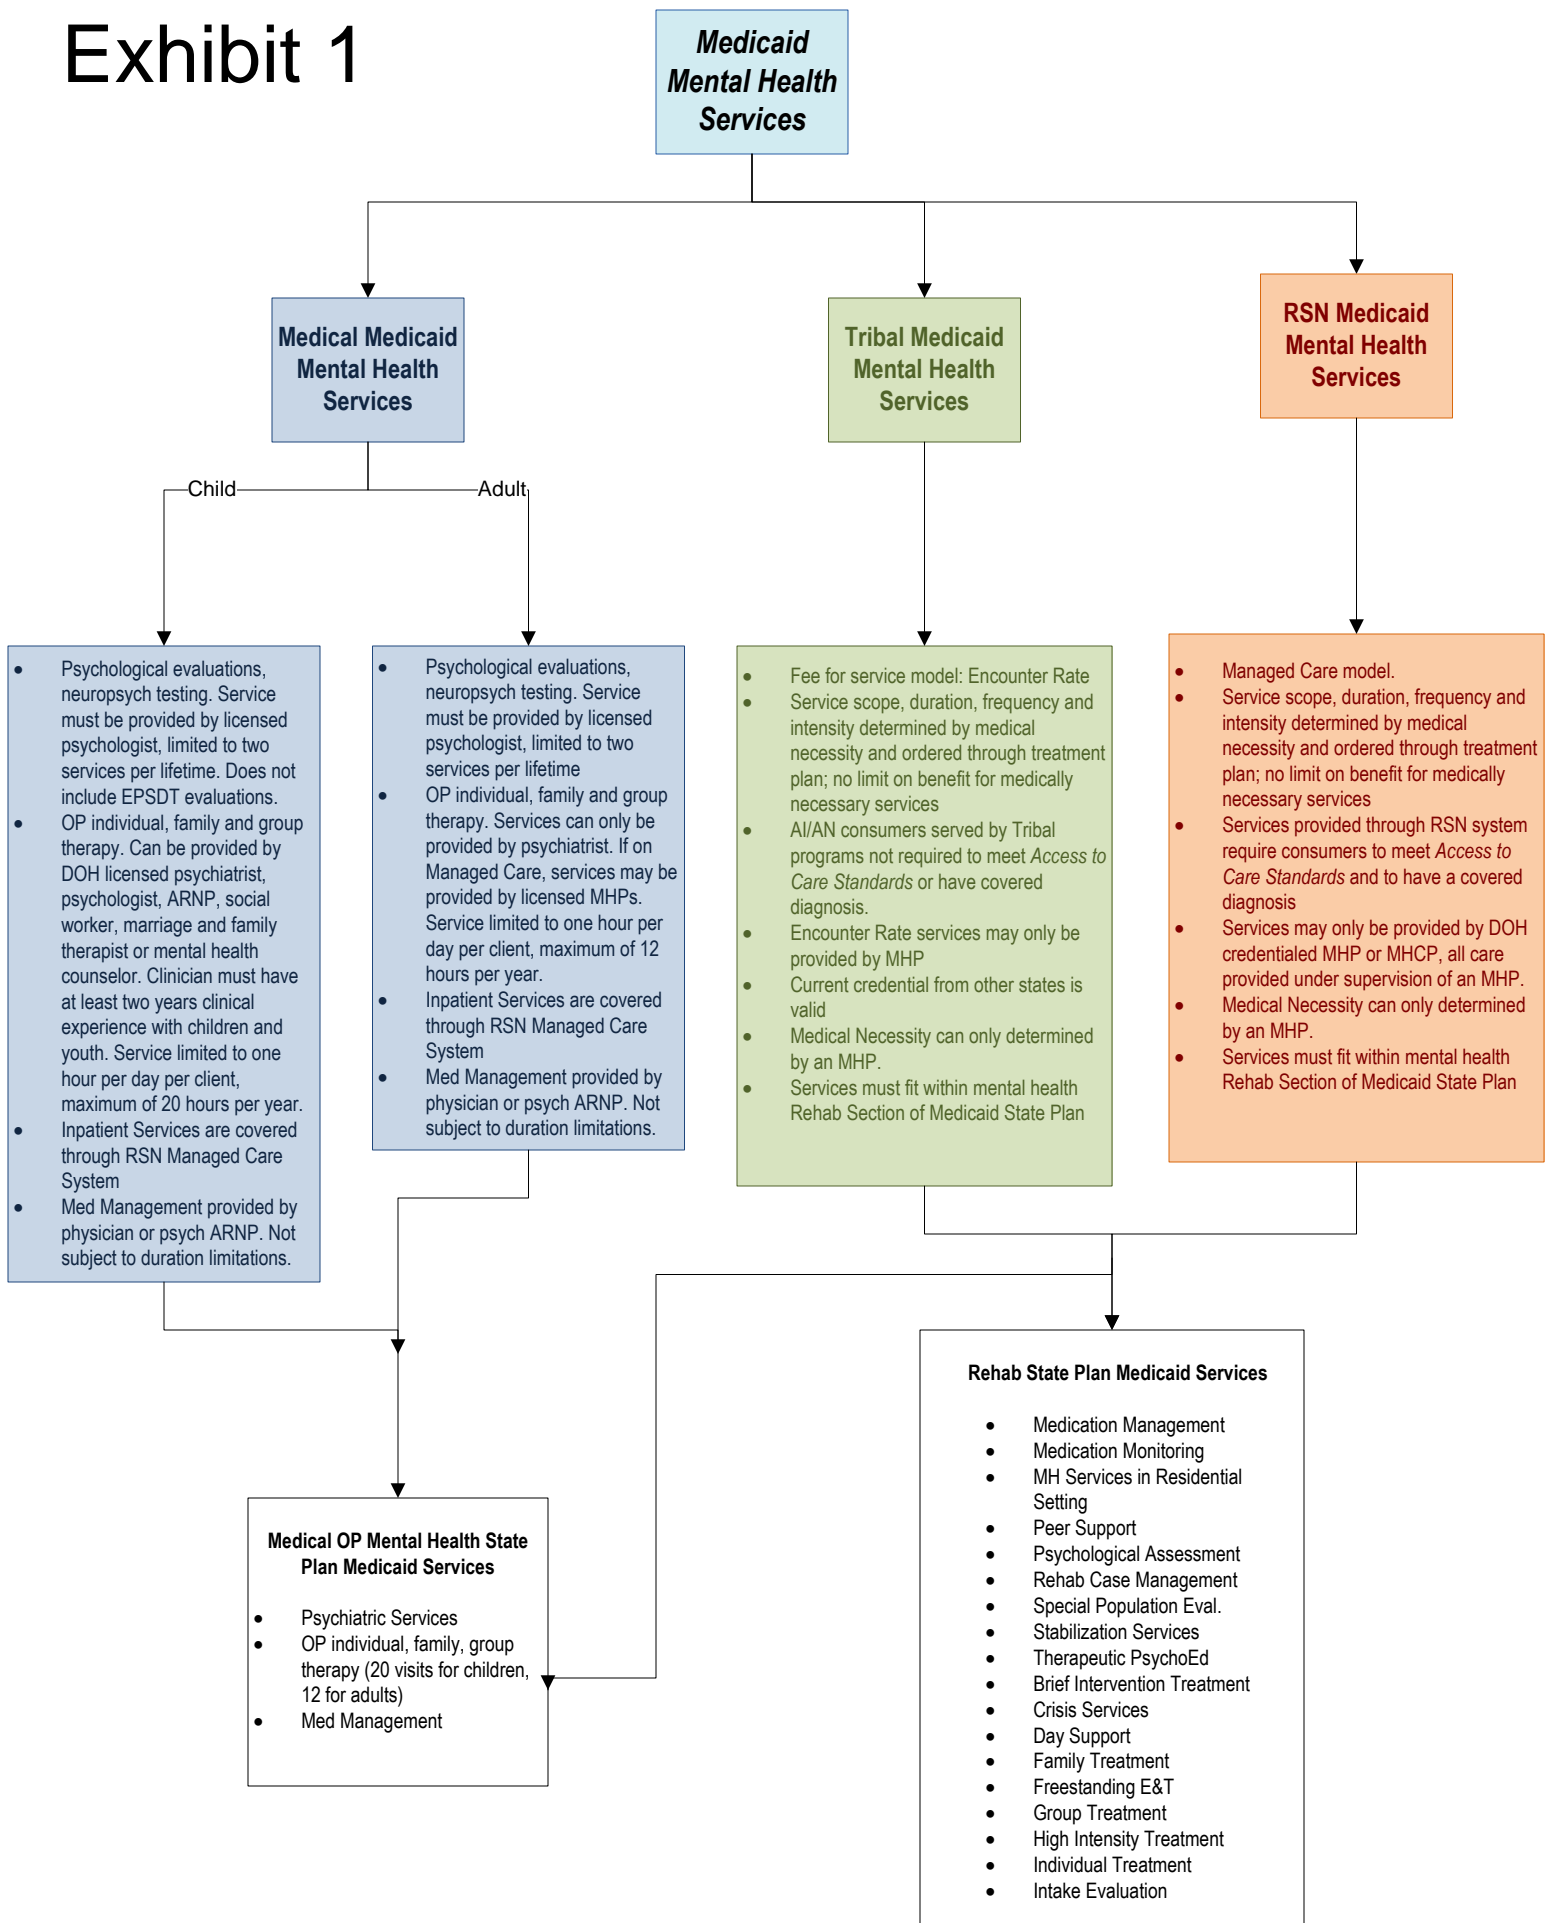 Exhibit 1
Medicaid
Mental Health
Services
Medical Medicaid
Mental Health
Services
Tribal Medicaid
Mental Health
Services
RSN Medicaid
Mental Health
Services
Child
Adult
• Psychological evaluations,
neuropsych testing. Service
must be provided by licensed
psychologist, limited to two
services per lifetime. Does not
include EPSDT evaluations.
• OP individual, family and group
therapy. Can be provided by
DOH licensed psychiatrist,
psychologist, ARNP, social
worker, marriage and family
therapist or mental health
counselor. Clinician must have
at least two years clinical
experience with children and
youth. Service limited to one
hour per day per client,
maximum of 20 hours per year.
• Inpatient Services are covered
through RSN Managed Care
System
• Med Management provided by
physician or psych ARNP. Not
subject to duration limitations.
• Psychological evaluations,
neuropsych testing. Service
must be provided by licensed
psychologist, limited to two
services per lifetime
• OP individual, family and group
therapy. Services can only be
provided by psychiatrist. If on
Managed Care, services may be
provided by licensed MHPs.
Service limited to one hour per
day per client, maximum of 12
hours per year.
• Inpatient Services are covered
through RSN Managed Care
System
• Med Management provided by
physician or psych ARNP. Not
subject to duration limitations.
• Fee for service model: Encounter Rate
• Service scope, duration, frequency and
intensity determined by medical
necessity and ordered through treatment
plan; no limit on benefit for medically
necessary services
• AI/AN consumers served by Tribal
programs not required to meet Access to
Care Standards or have covered
diagnosis.
• Encounter Rate services may only be
provided by MHP
• Current credential from other states is
valid
• Medical Necessity can only determined
by an MHP.
• Services must fit within mental health
Rehab Section of Medicaid State Plan
• Managed Care model.
• Service scope, duration, frequency and
intensity determined by medical
necessity and ordered through treatment
plan; no limit on benefit for medically
necessary services
• Services provided through RSN system
require consumers to meet Access to
Care Standards and to have a covered
diagnosis
• Services may only be provided by DOH
credentialed MHP or MHCP, all care
provided under supervision of an MHP.
• Medical Necessity can only determined
by an MHP.
• Services must fit within mental health
Rehab Section of Medicaid State Plan
Medical OP Mental Health State
Plan Medicaid Services
• Psychiatric Services
• OP individual, family, group
therapy (20 visits for children,
12 for adults)
• Med Management
Rehab State Plan Medicaid Services
• Medication Management
• Medication Monitoring
• MH Services in Residential
Setting
• Peer Support
• Psychological Assessment
• Rehab Case Management
• Special Population Eval.
• Stabilization Services
• Therapeutic PsychoEd
• Brief Intervention Treatment
• Crisis Services
• Day Support
• Family Treatment
• Freestanding E&T
• Group Treatment
• High Intensity Treatment
• Individual Treatment
• Intake Evaluation